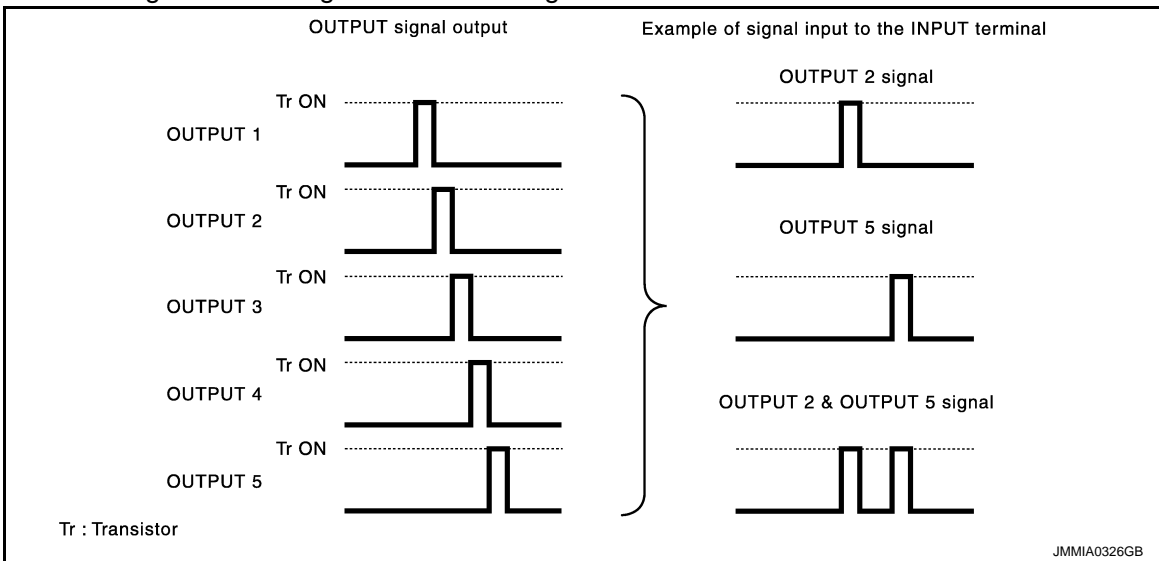 OUTPUT signal output
Example of signal input to the INPUT terminal
Tr ON
OUTPUT 1
Tr ON
OUTPUT 2
Tr ON
OUTPUT 3
Tr ON
OUTPUT 4
Tr ON
OUTPUT 5
OUTPUT 2 signal
OUTPUT 5 signal
OUTPUT 2 & OUTPUT 5 signal
Tr : Transistor
JMMIA0326GB